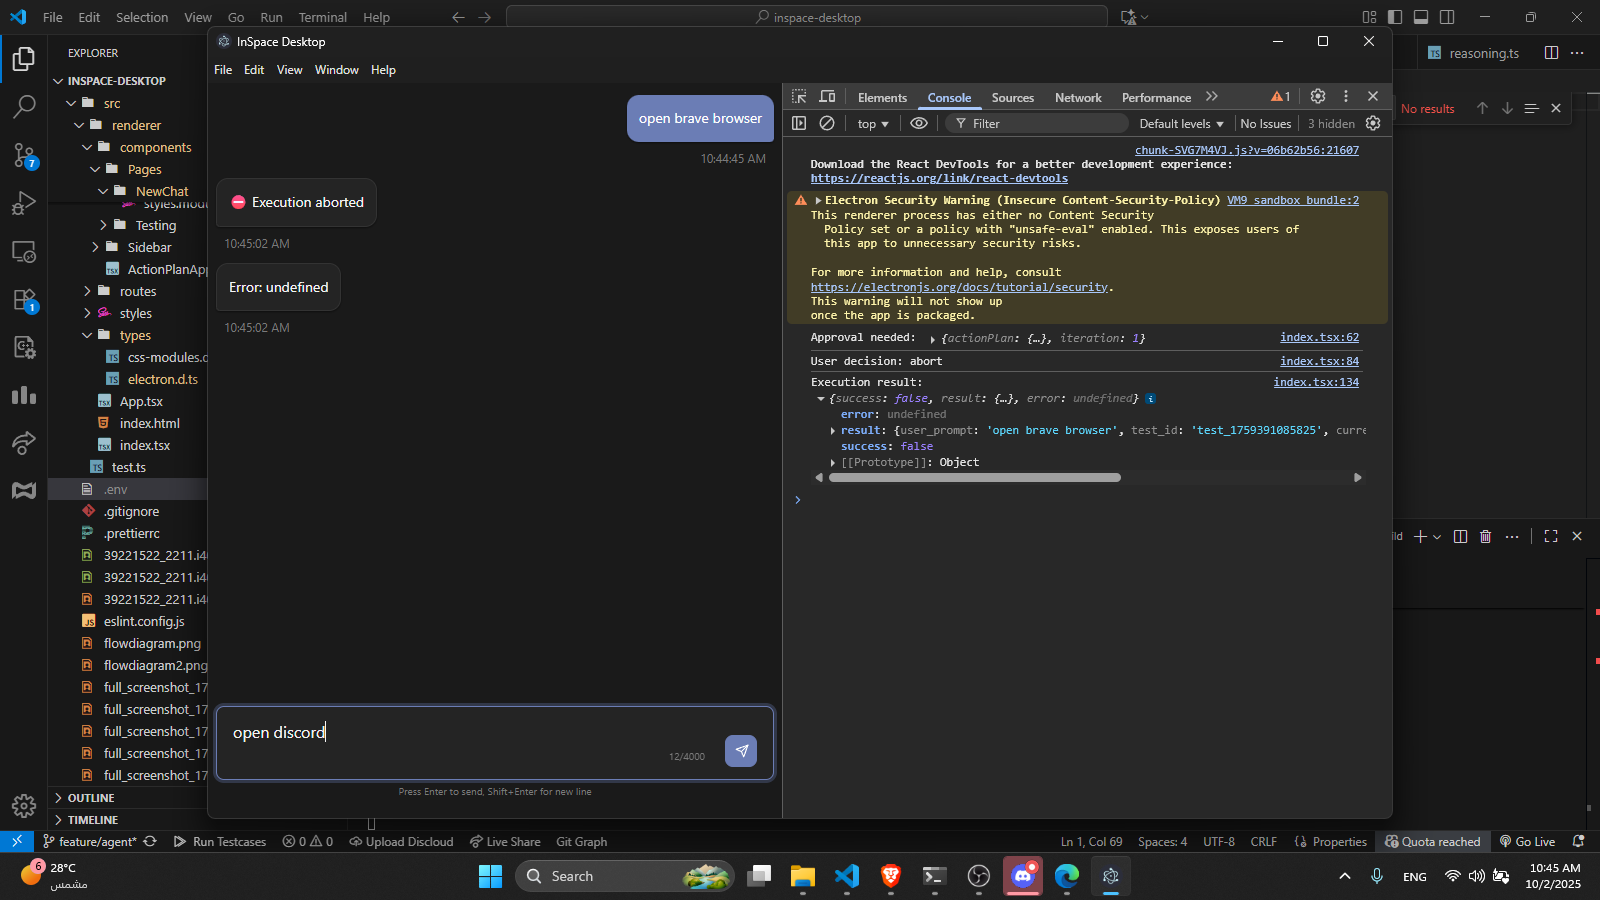 File Edit Selection View Go Run Terminal Help
inspace-desktop
EXPLORER
INSPACE-DESKTOP
src
renderer
components
Pages
NewChat
Testing
Sidebar
routes
styles
types
electron.d.ts
App.tsx
index.html
index.tsx
test.ts
.env
.gitignore
.prettierrc
39221522_2211.i4
39221522_2211.i4
39221522_2211.i4
eslint.config.js
flowdiagram.png
flowdiagram2.png
full_screenshot_17
full_screenshot_17
full_screenshot_17
full_screenshot_17
full_screenshot_17
OUTLINE
TIMELINE
7
1
InSpace Desktop
File Edit View Window Help
open brave browser
10:44:45 AM
Execution aborted
10:45:02 AM
Error: undefined
10:45:02 AM
open discord
12/4000
Press Enter to send, Shift+Enter for new line
Elements Console Sources Network Performance 1
top Filter Default levels No Issues 3 hidden
chunk-SVG7M4VJ.js?v=06b62b56:21607
Download the React DevTools for a better development experience:
https://reactjs.org/link/react-devtools
Electron Security Warning (Insecure Content-Security-Policy) VM9 sandbox bundle:2
This renderer process has either no Content Security
Policy set or a policy with "unsafe-eval" enabled. This exposes users of
this app to unnecessary security risks.
For more information and help, consult
https://electronjs.org/docs/tutorial/security.
This warning will not show up
once the app is packaged.
Approval needed: {actionPlan: {…}, iteration: 1} index.tsx:62
User decision: abort index.tsx:84
Execution result: index.tsx:134
{success: false, result: {…}, error: undefined}
error: undefined
result: {user_prompt: 'open brave browser', test_id: 'test_1759391085825', curre
success: false
[[Prototype]]: Object
reasoning.ts
No results
feature/agent* Run Testcases 0 0 Upload Discloud Live Share Git Graph
Ln 1, Col 69 Spaces: 4 UTF-8 CRLF {} Properties Quota reached Go Live
6
28°C
مشمس
Search
ENG
10:45 AM
10/2/2025